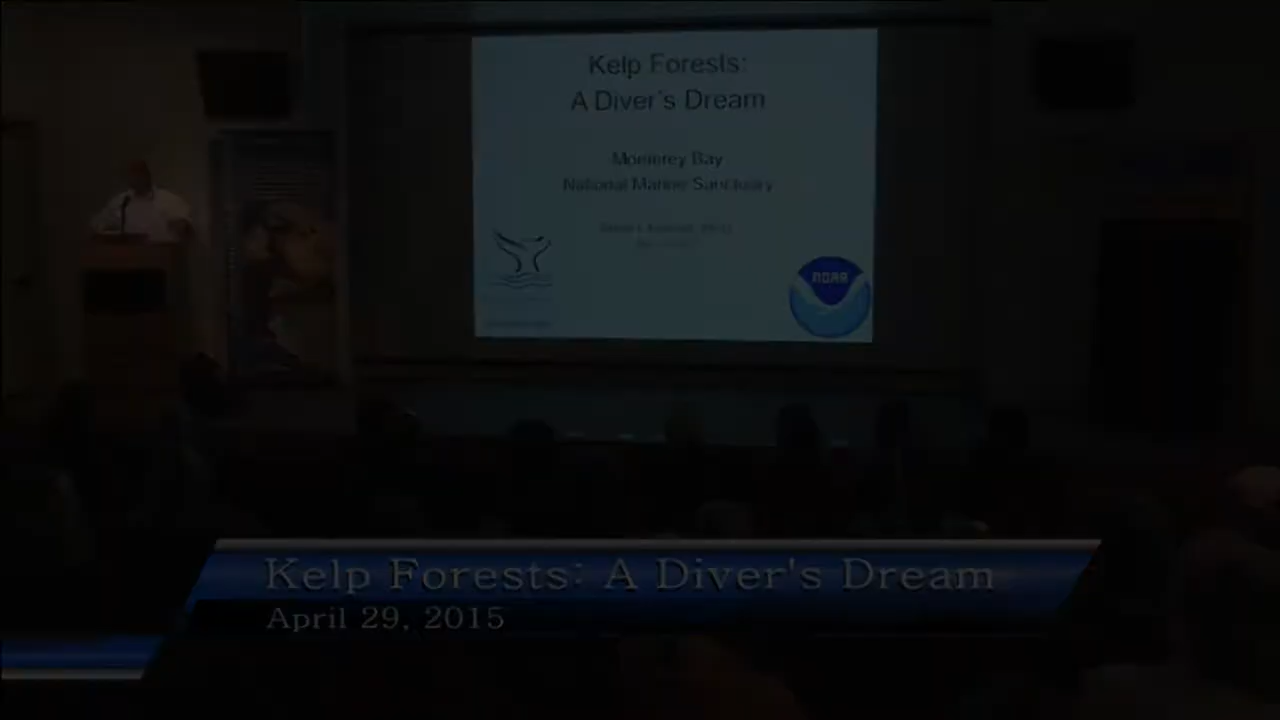 Kelp Forests:
A Diver's Dream
Monterey Bay
National Marine Sanctuary
NOAA
Kelp Forests: A Diver's Dream
April 29, 2015